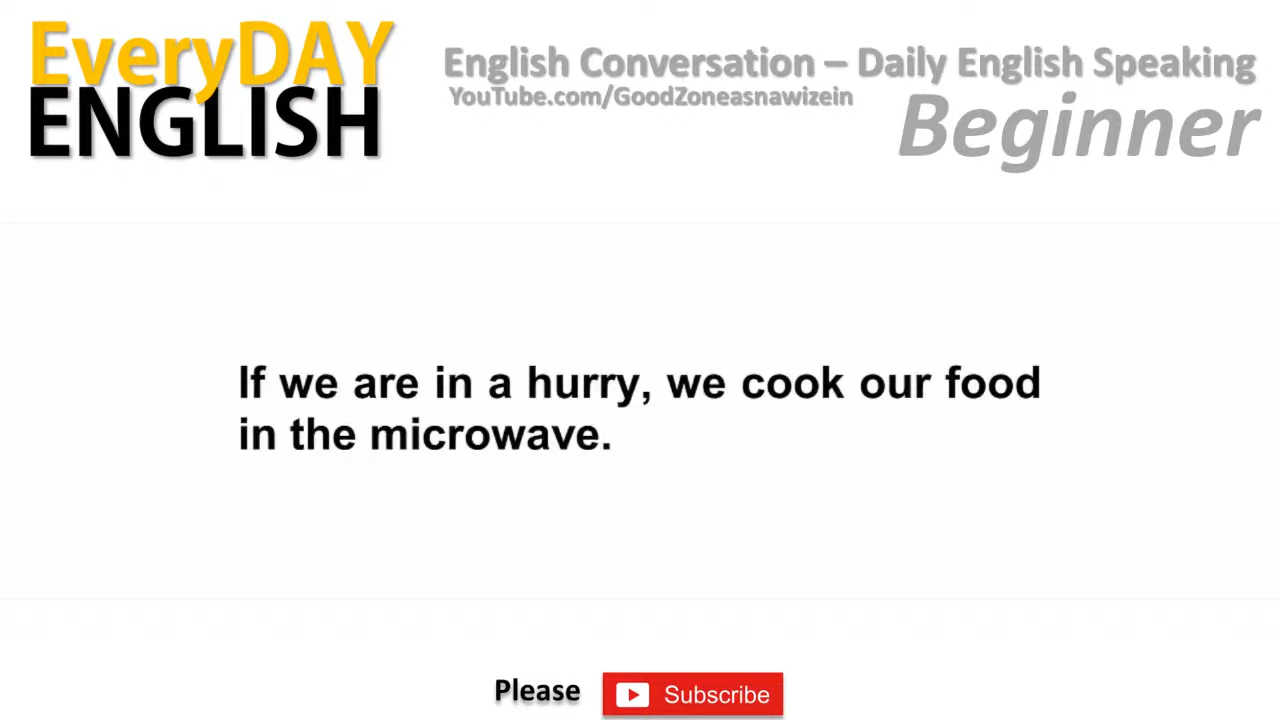 EveryDAY
ENGLISH
English Conversation – Daily English Speaking
YouTube.com/GoodZoneasnawizein
Beginner
If we are in a hurry, we cook our food
in the microwave.
Please
Subscribe